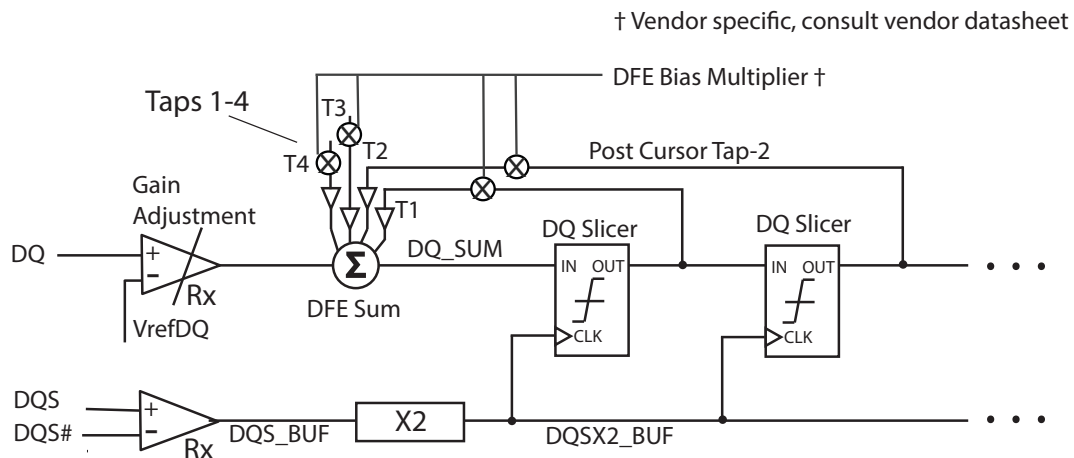 † Vendor specific, consult vendor datasheet
DFE Bias Multiplier †
Taps 1-4
T3
T2
T4
Post Cursor Tap-2
Gain
Adjustment
T1
DQ Slicer
DQ Slicer
DQ
+
−
Rx
VrefDQ
Σ
DFE Sum
DQ_SUM
IN OUT
CLK
IN OUT
CLK
• • •
DQS
DQS#
+
−
Rx
DQS_BUF
X2
DQSX2_BUF
• • •